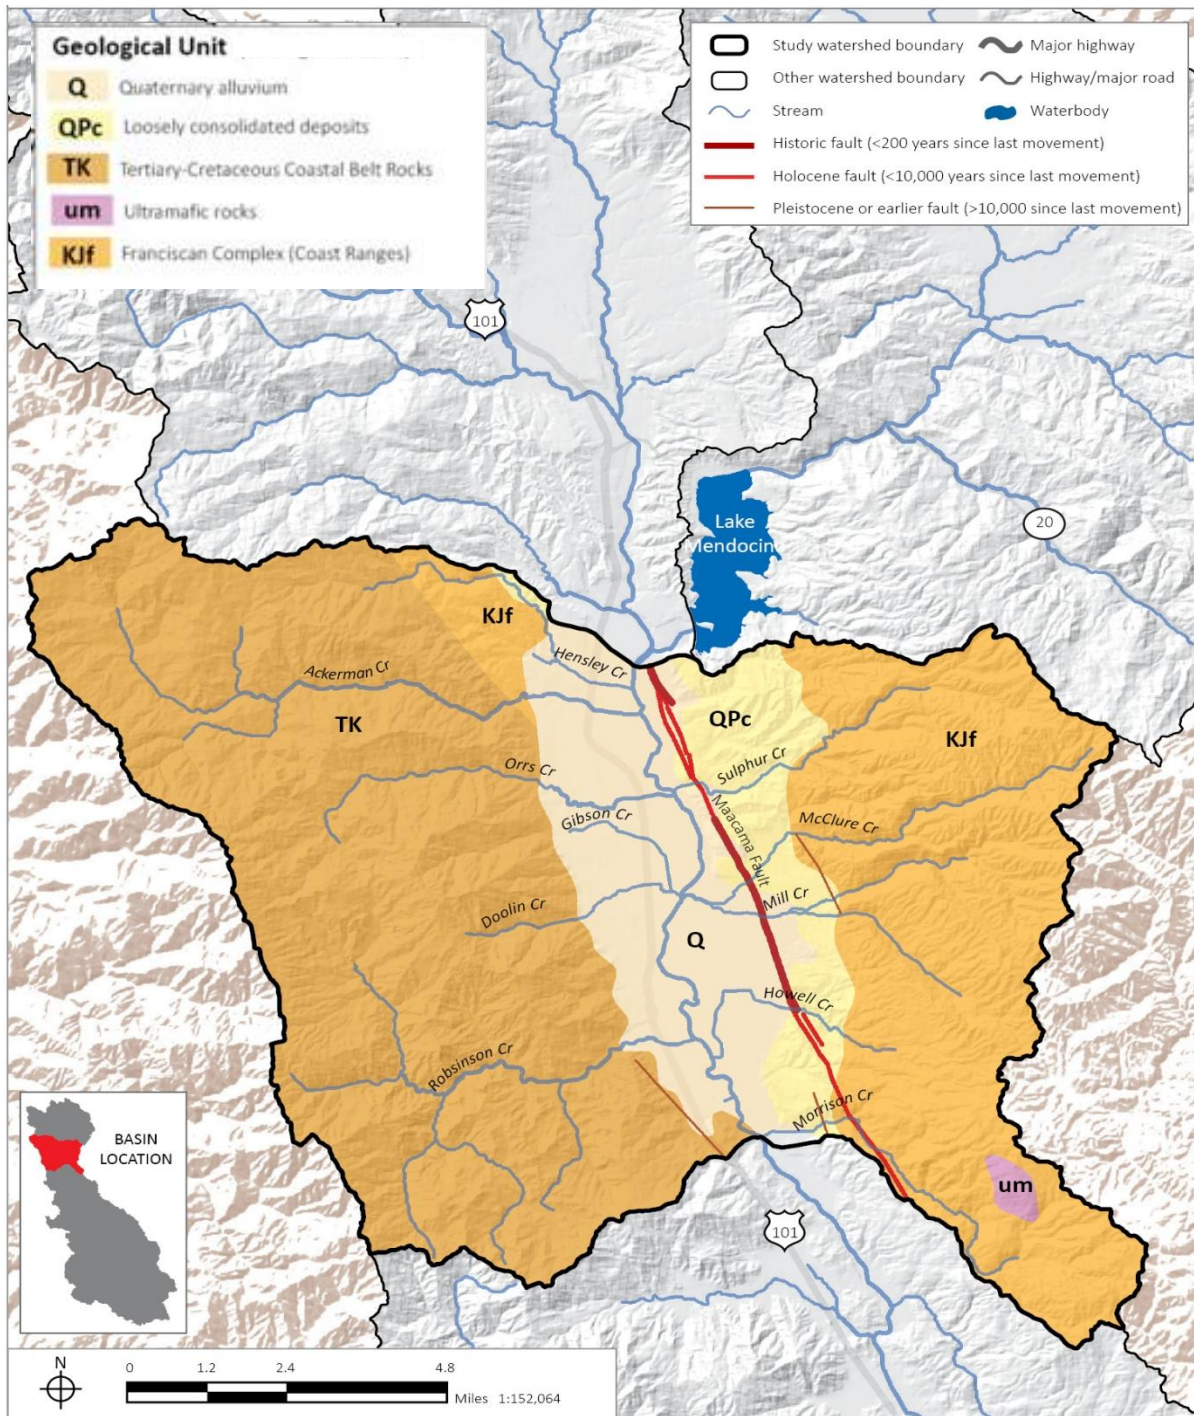 Geological Unit
Q Quaternary alluvium
QPc Loosely consolidated deposits
TK Tertiary-Cretaceous Coastal Belt Rocks
um Ultramafic rocks
KJf Franciscan Complex (Coast Ranges)
Study watershed boundary
Major highway
Other watershed boundary
Highway/major road
Stream
Waterbody
Historic fault (<200 years since last movement)
Holocene fault (<10,000 years since last movement)
Pleistocene or earlier fault (>10,000 since last movement)
101
20
Lake
Mendocino
KJf
Hensley Cr
Ackerman Cr
TK
QPc
KJf
Orrs Cr
Sulphur Cr
Gibson Cr
Maacama Fault
McClure Cr
Doolin Cr
Mill Cr
Q
Howell Cr
Robsinson Cr
Morrison Cr
um
101
BASIN
LOCATION
N
0 1.2 2.4 4.8
Miles 1:152,064